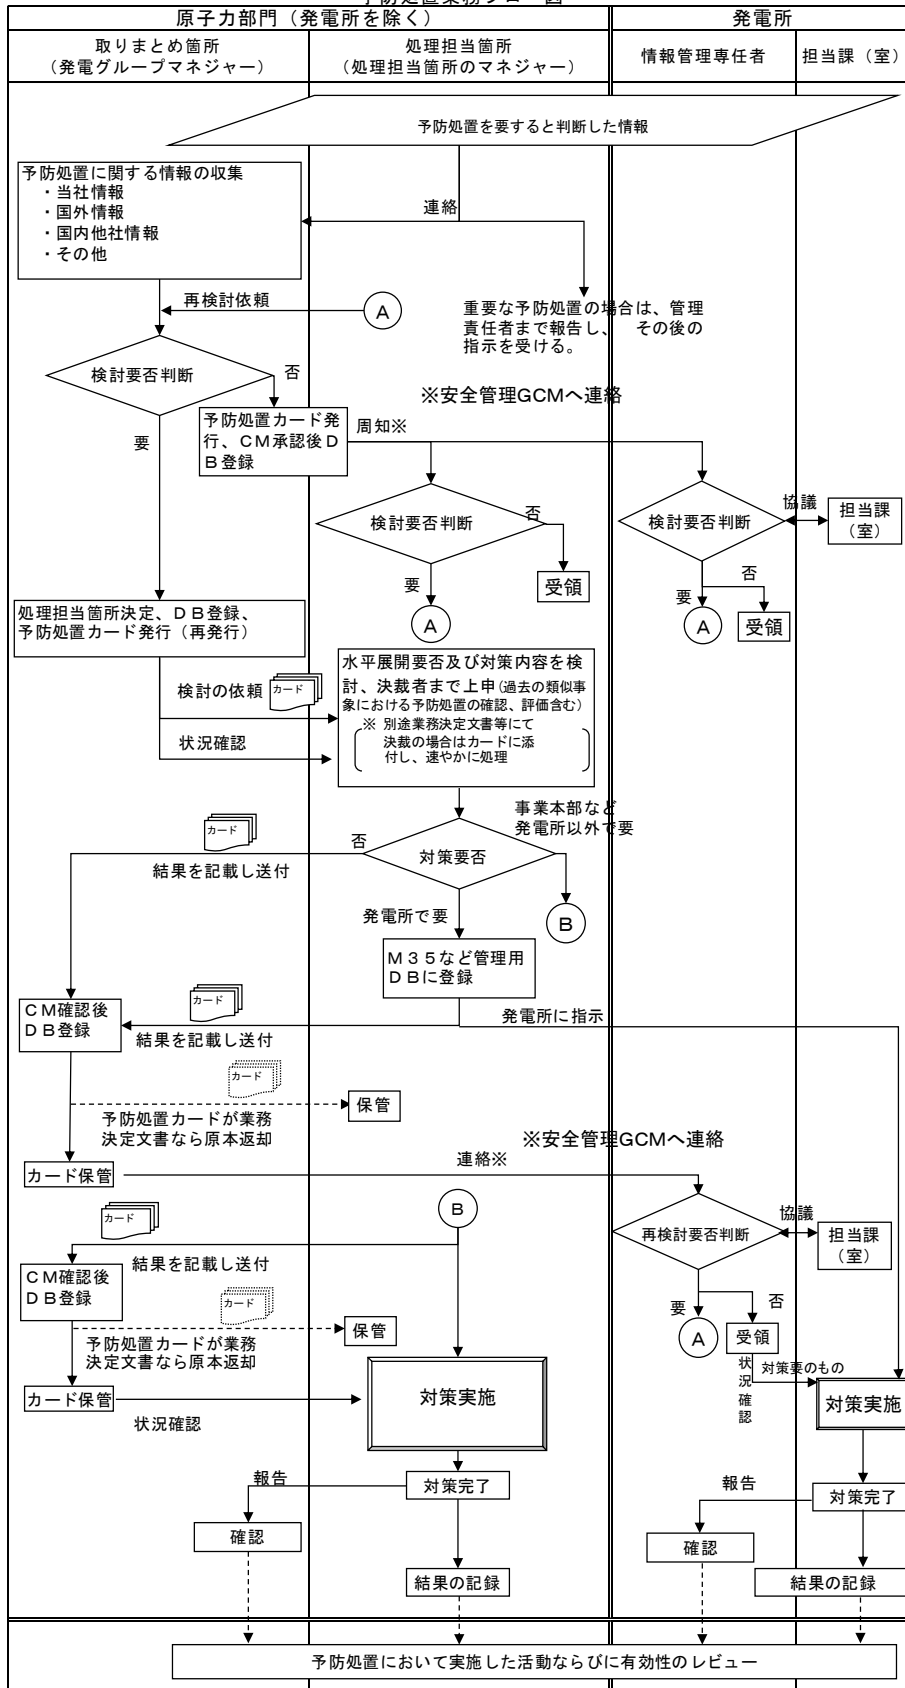 予防処置業務フロー図
原子力部門（発電所を除く）
発電所
取りまとめ箇所
（発電グループマネジャー）
処理担当箇所
（処理担当箇所のマネジャー）
情報管理専任者
担当課（室）
予防処置を要すると判断した情報
予防処置に関する情報の収集
・当社情報
・国外情報
・国内他社情報
・その他
連絡
再検討依頼
A
重要な予防処置の場合は、管理
責任者まで報告し、　その後の
指示を受ける。
検討要否判断
否
要
※安全管理GCMへ連絡
予防処置カード発
行、ＣＭ承認後Ｄ
Ｂ登録
周知※
検討要否判断
否
要
受領
A
検討要否判断
協議
担当課
（室）
否
要
A
受領
処理担当箇所決定、ＤＢ登録、
予防処置カード発行（再発行）
検討の依頼
カード
状況確認
水平展開要否及び対策内容を検
討、決裁者まで上申(過去の類似事
象における予防処置の確認、評価含む)
※ 別途業務決定文書等にて
決裁の場合はカードに添
付し、速やかに処理
事業本部など
発電所以外で要
対策要否
否
カード
結果を記載し送付
B
発電所で要
Ｍ３５など管理用
ＤＢに登録
ＣＭ確認後
ＤＢ登録
カード
結果を記載し送付
発電所に指示
カード
保管
予防処置カードが業務
決定文書なら原本返却
※安全管理GCMへ連絡
カード保管
連絡※
B
カード
結果を記載し送付
再検討要否判断
協議
担当課
（室）
ＣＭ確認後
ＤＢ登録
カード
保管
予防処置カードが業務
決定文書なら原本返却
要
否
A
受領
状況確認
対策要のもの
カード保管
状況確認
対策実施
対策実施
報告
対策完了
報告
対策完了
確認
確認
結果の記録
結果の記録
予防処置において実施した活動ならびに有効性のレビュー